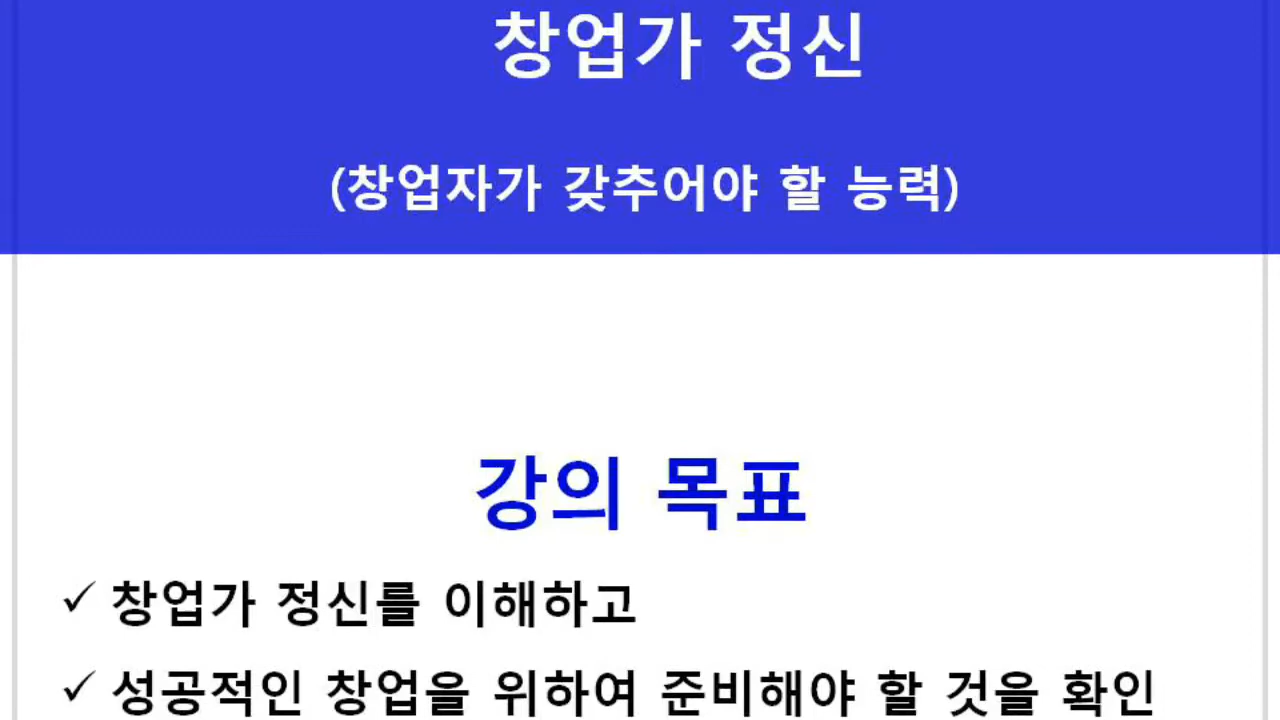 창업가 정신
(창업자가 갖추어야 할 능력)
강의 목표
✓ 창업가 정신를 이해하고
✓ 성공적인 창업을 위하여 준비해야 할 것을 확인